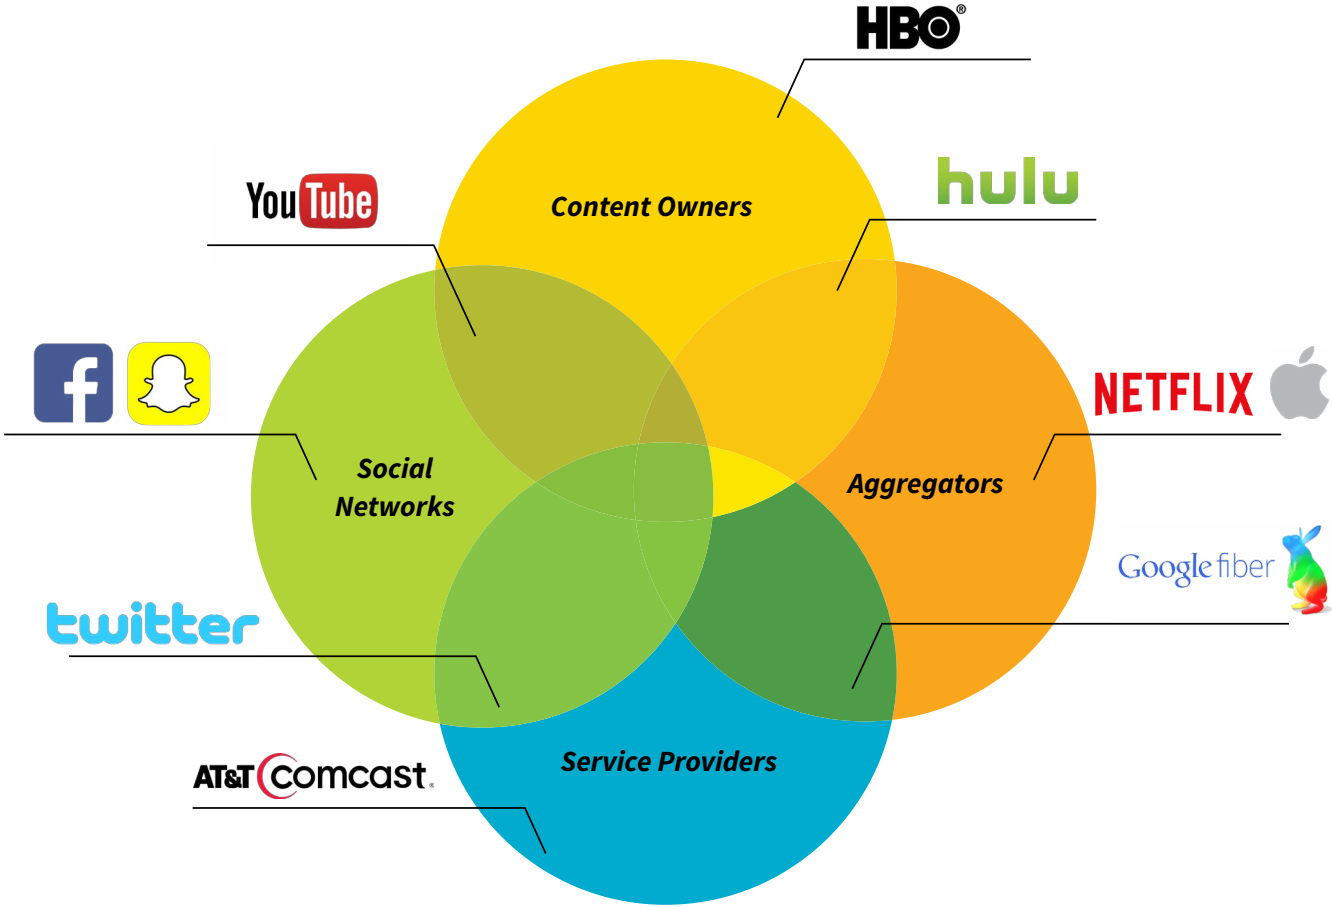 HBO®
hulu
YouTube
Content Owners
NETFLIX
Social
Networks
Aggregators
Google fiber
twitter
Service Providers
AT&T comcast.